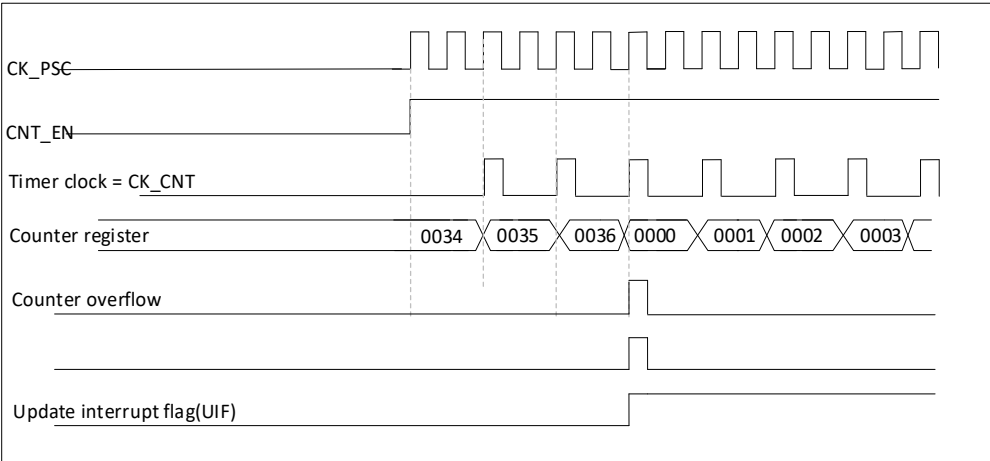 CK_PSC
CNT_EN
Timer clock = CK_CNT
Counter register 0034 0035 0036 0000 0001 0002 0003
Counter overflow
Update interrupt flag(UIF)